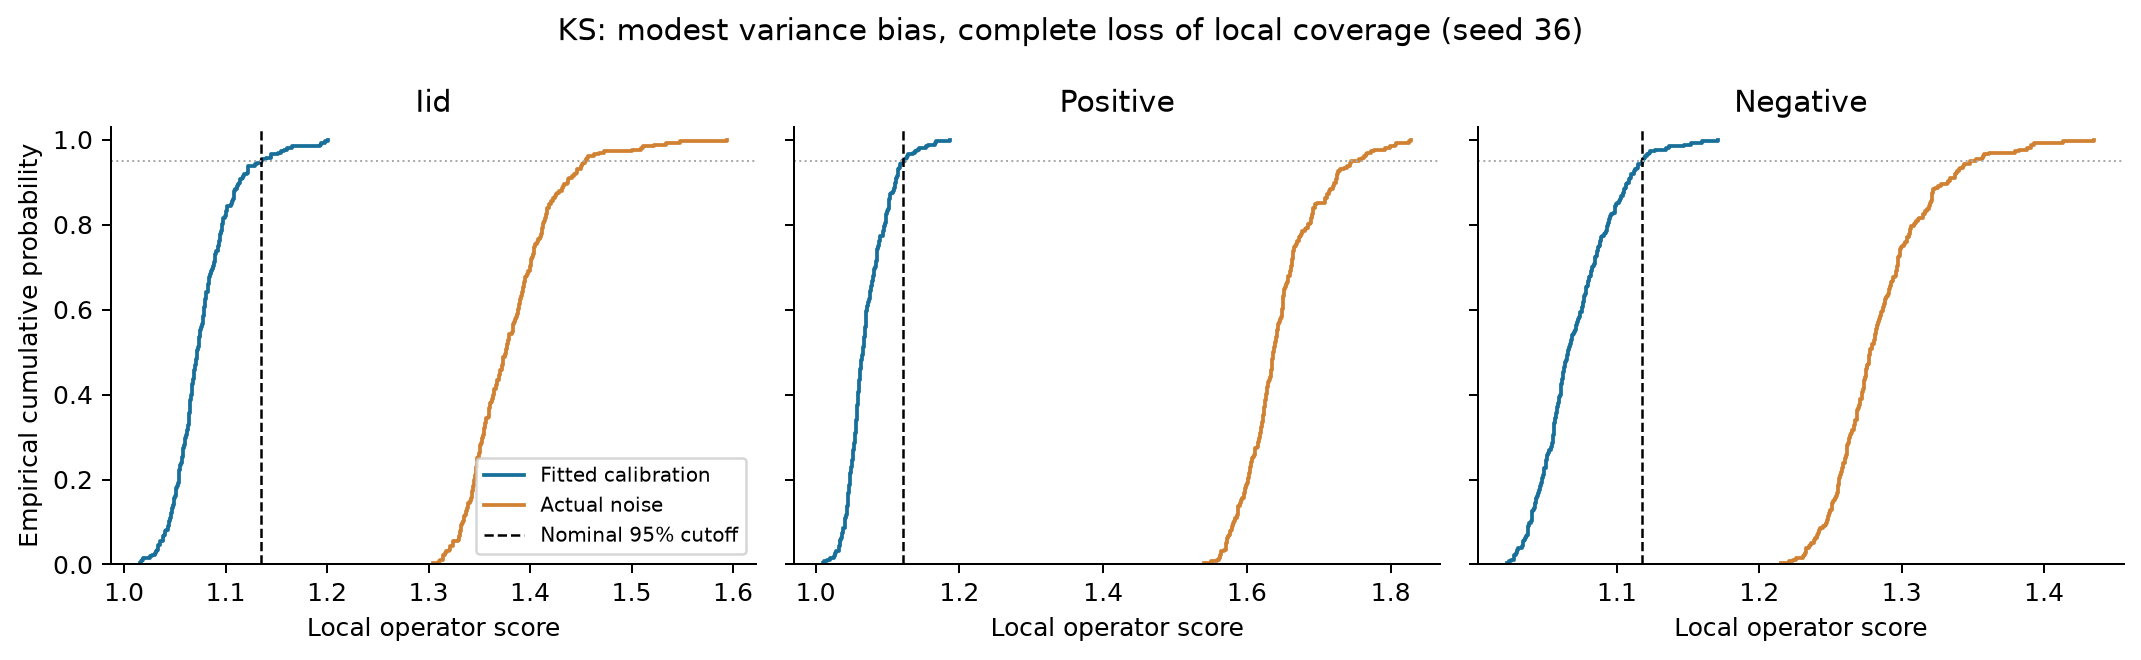 KS: modest variance bias, complete loss of local coverage (seed 36)
Iid
Positive
Negative
Empirical cumulative probability
1.0
0.8
0.6
0.4
0.2
0.0
Fitted calibration
Actual noise
Nominal 95% cutoff
1.0 1.1 1.2 1.3 1.4 1.5 1.6
1.0 1.2 1.4 1.6 1.8
1.1 1.2 1.3 1.4
Local operator score
Local operator score
Local operator score